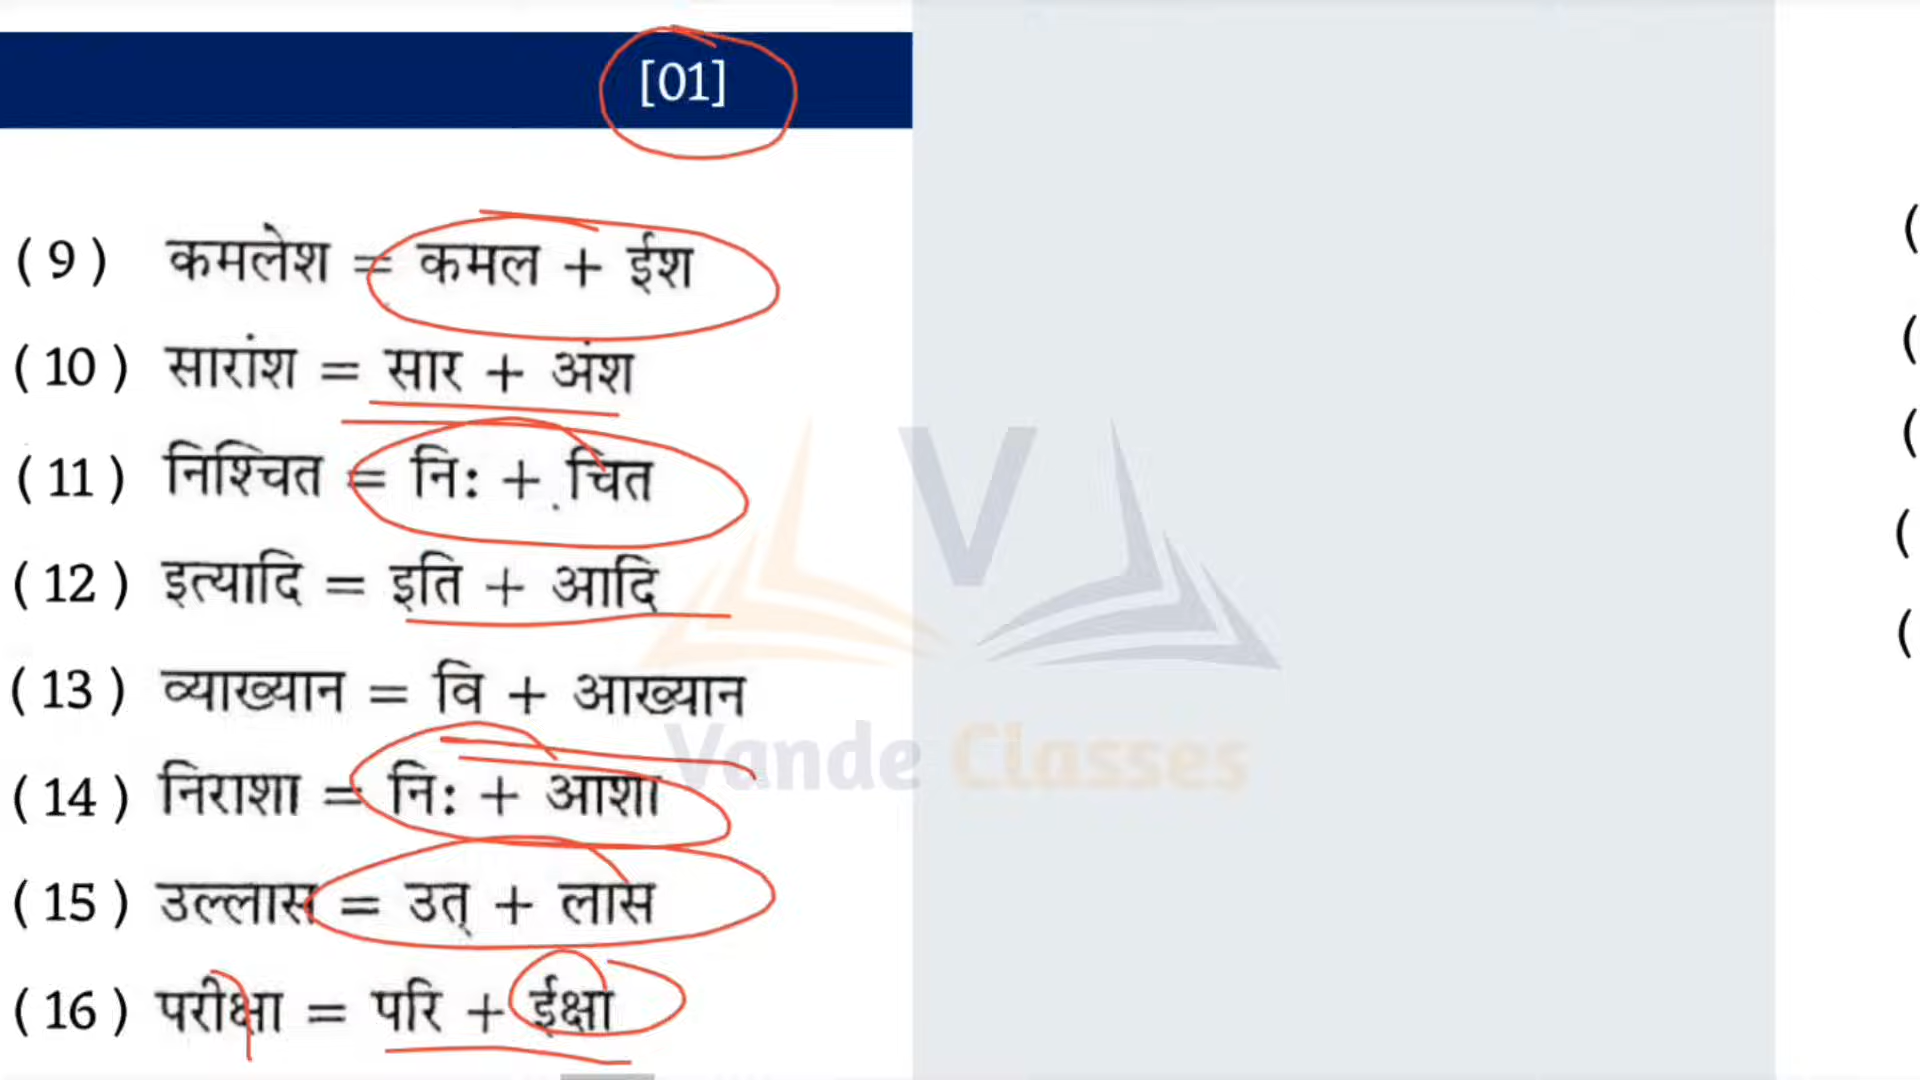 [01]
( 9 ) कमलेश = कमल + ईश
( 10 ) सारांश = सार + अंश
( 11 ) निश्चित = नि: + चित
( 12 ) इत्यादि = इति + आदि
( 13 ) व्याख्यान = वि + आख्यान
( 14 ) निराशा = नि: + आशा
( 15 ) उल्लास = उत् + लास
( 16 ) परीक्षा = परि + ईक्षा
V
Vande Classes
(
(
(
(
(